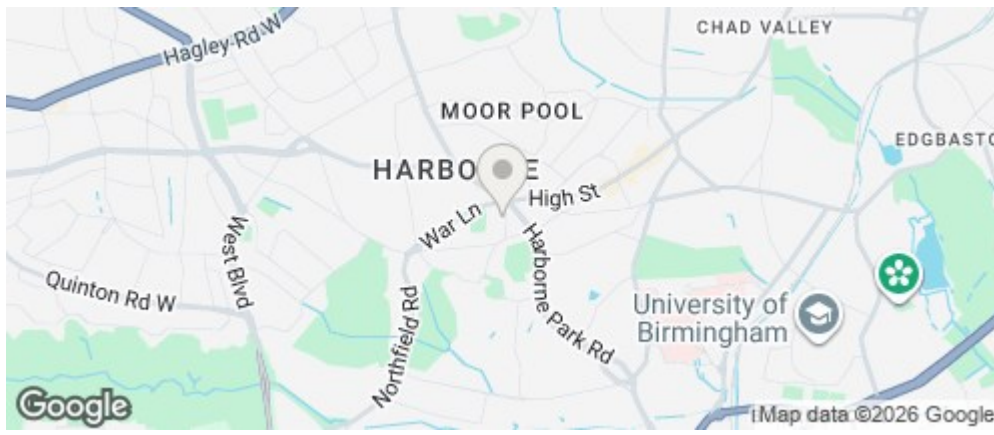 CHAD VALLEY
Hagley Rd W
MOOR POOL
EDGBASTO
HARBO
E
High St
War Ln
West Blvd
Harborne Park Rd
Quinton Rd W
Northfield Rd
University of
Birmingham
Google
Map data ©2026 Google